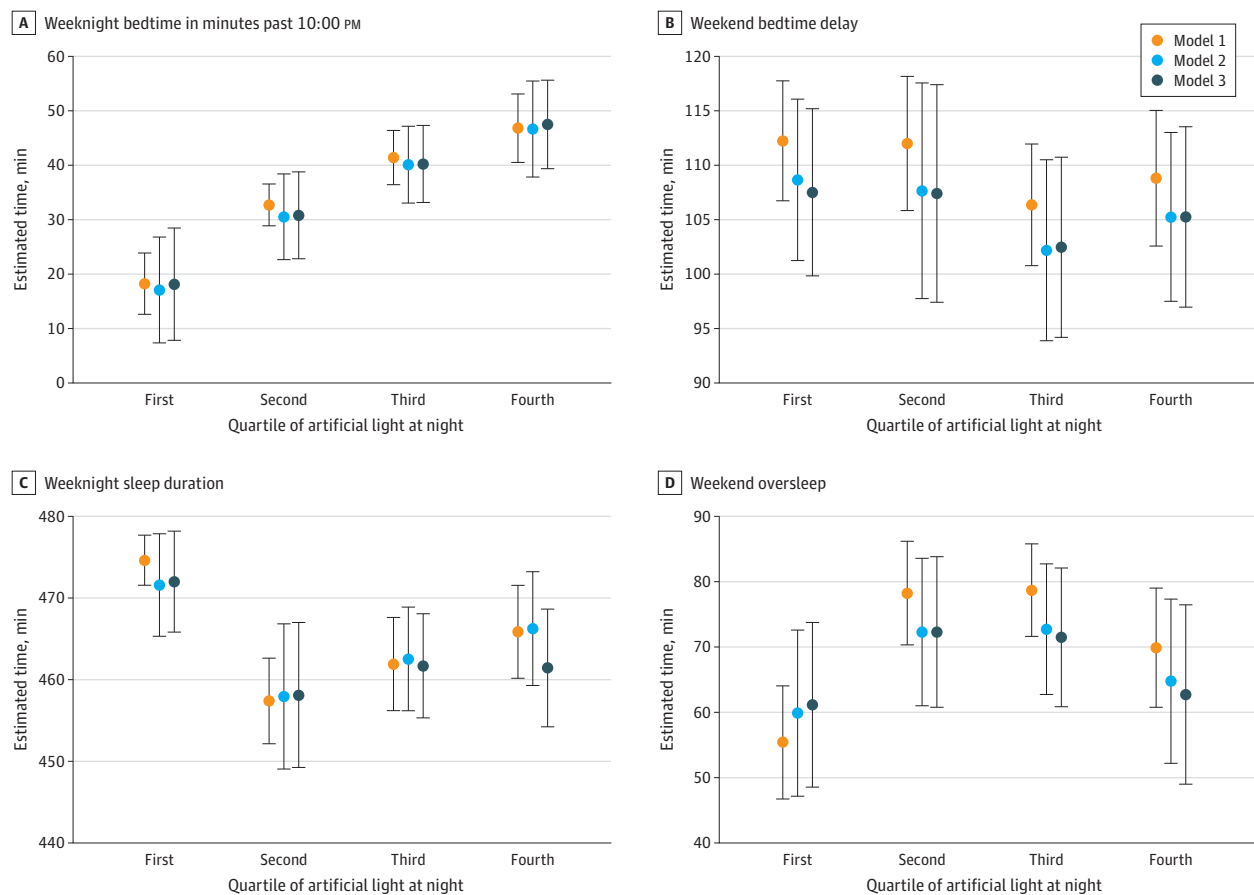 A Weeknight bedtime in minutes past 10:00 PM
60
50
40
30
20
10
0
Estimated time, min
First Second Third Fourth
Quartile of artificial light at night
B Weekend bedtime delay
Model 1
Model 2
Model 3
120
115
110
105
100
95
90
Estimated time, min
First Second Third Fourth
Quartile of artificial light at night
C Weeknight sleep duration
480
470
460
450
440
Estimated time, min
First Second Third Fourth
Quartile of artificial light at night
D Weekend oversleep
90
80
70
60
50
40
Estimated time, min
First Second Third Fourth
Quartile of artificial light at night